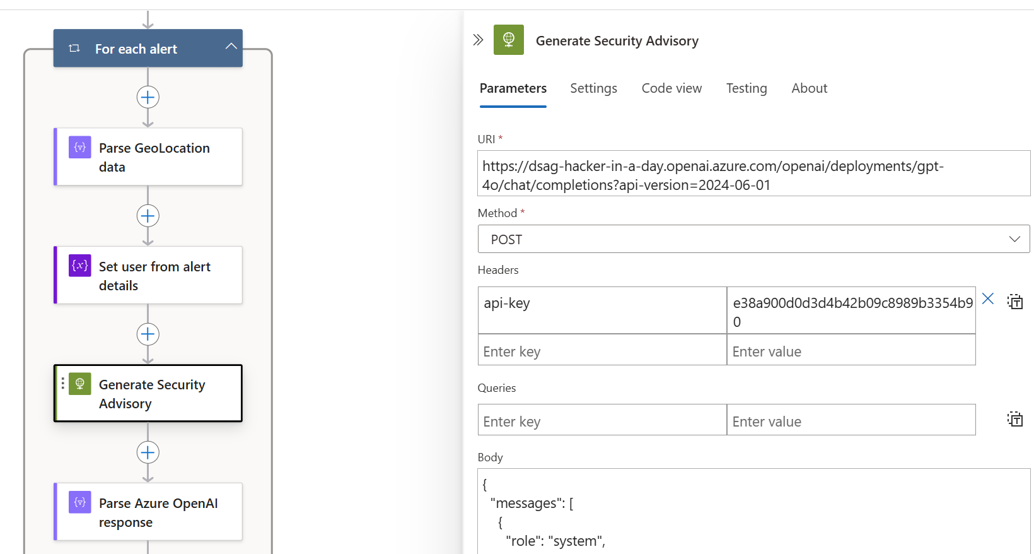 For each alert
Parse GeoLocation
data
Set user from alert
details
Generate Security
Advisory
Parse Azure OpenAI
response
Generate Security Advisory
Parameters Settings Code view Testing About
URI *
https://dsag-hacker-in-a-day.openai.azure.com/openai/deployments/gpt-
4o/chat/completions?api-version=2024-06-01
Method *
POST
Headers
api-key e38a900d0d3d4b42b09c8989b3354b9
0
Enter key Enter value
Queries
Enter key Enter value
Body
{
"messages": [
{
"role": "system",